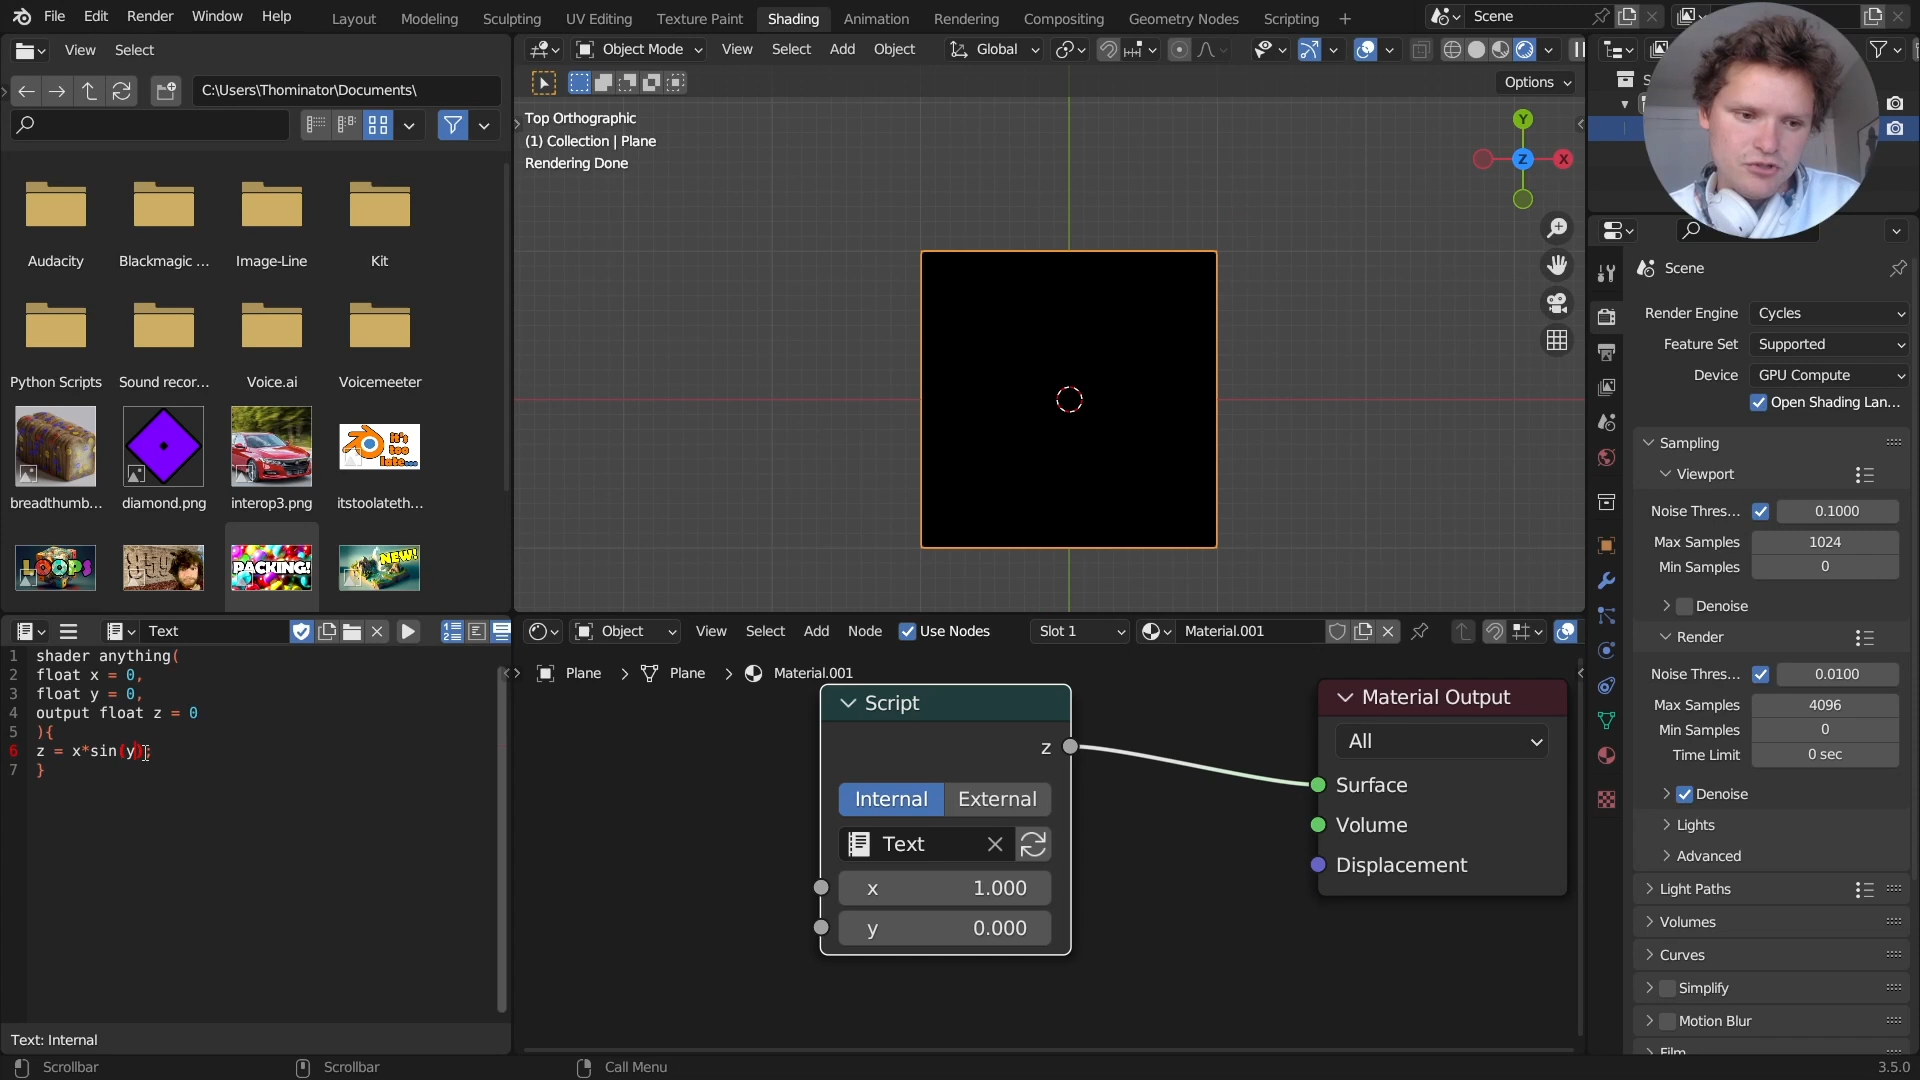 File Edit Render Window Help
Layout Modeling Sculpting UV Editing Texture Paint Shading Animation Rendering Compositing Geometry Nodes Scripting +
Scene
View Select
C:\Users\Thominator\Documents\
Audacity Blackmagic ... Image-Line Kit
Python Scripts Sound recor... Voice.ai Voicemeeter
it's too late...
breadthumb... diamond.png interop3.png itstoolateth...
LOOPS
PACKING!
NEW!
Object Mode View Select Add Object Global
Options
Top Orthographic
(1) Collection | Plane
Rendering Done
Y
Z
X
Scene
Render Engine Cycles
Feature Set Supported
Device GPU Compute
Open Shading Lan...
Sampling
Viewport
Noise Thres... 0.1000
Max Samples 1024
Min Samples 0
Denoise
Render
Noise Thres... 0.0100
Max Samples 4096
Min Samples 0
Time Limit 0 sec
Denoise
Lights
Advanced
Light Paths
Volumes
Curves
Simplify
Motion Blur
Film
Text
1 shader anything(
2 float x = 0,
3 float y = 0,
4 output float z = 0
5 ){
6 z = x*sin(y);
7 }
Text: Internal
Object View Select Add Node Use Nodes Slot 1 Material.001
Plane > Plane > Material.001
Script
z
Internal External
Text
x 1.000
y 0.000
Material Output
All
Surface
Volume
Displacement
Scrollbar Scrollbar Call Menu 3.5.0